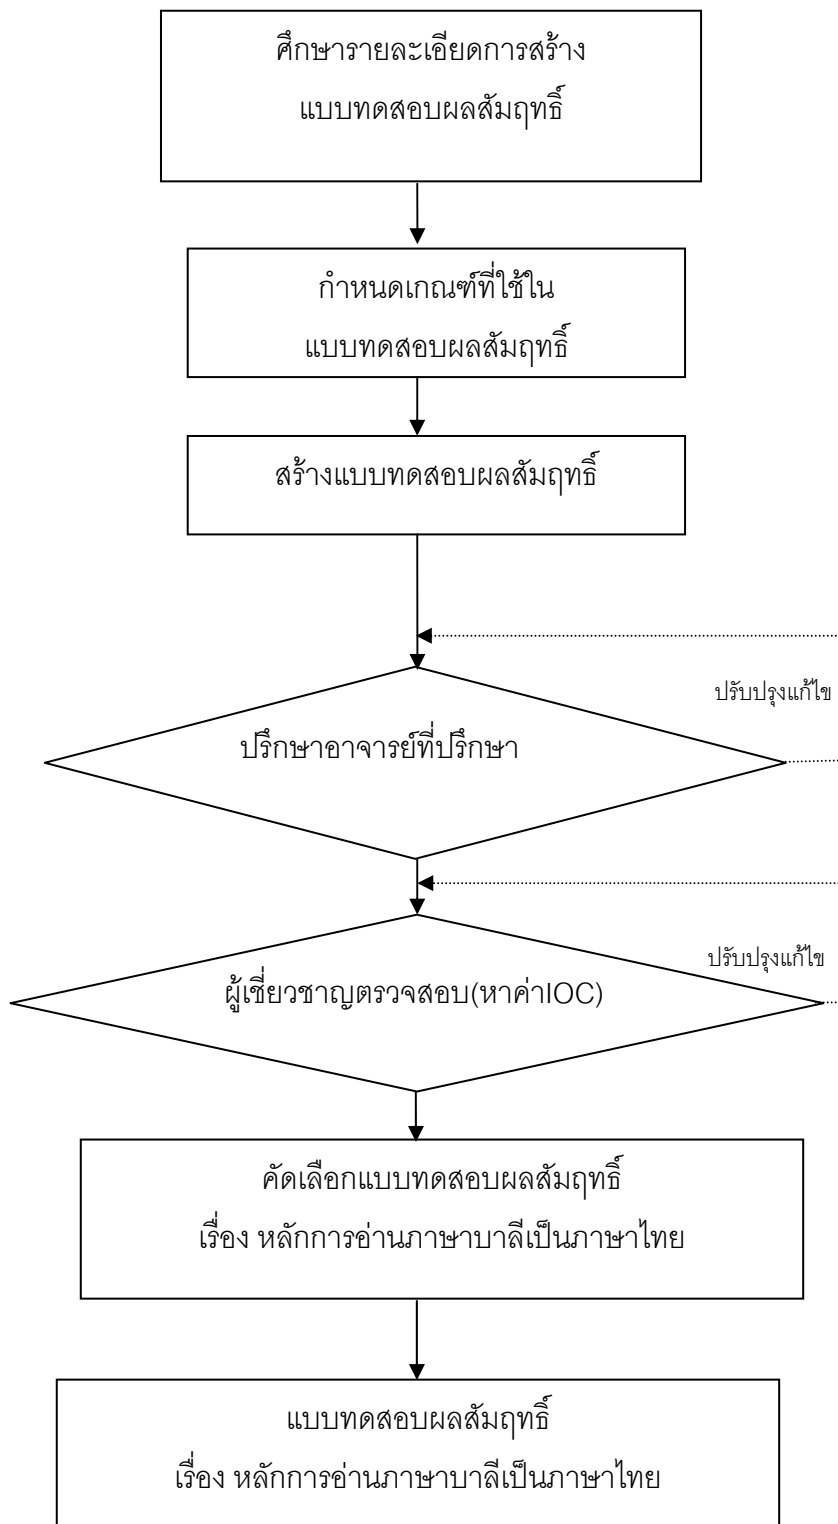 ศึกษารายละเอียดการสร้าง
แบบทดสอบผลสัมฤทธิ์
กำหนดเกณฑ์ที่ใช้ใน
แบบทดสอบผลสัมฤทธิ์
สร้างแบบทดสอบผลสัมฤทธิ์
ปรับปรุงแก้ไข
ปรึกษาอาจารย์ที่ปรึกษา
ปรับปรุงแก้ไข
ผู้เชี่ยวชาญตรวจสอบ(หาค่าIOC)
คัดเลือกแบบทดสอบผลสัมฤทธิ์
เรื่อง หลักการอ่านภาษาบาลีเป็นภาษาไทย
แบบทดสอบผลสัมฤทธิ์
เรื่อง หลักการอ่านภาษาบาลีเป็นภาษาไทย